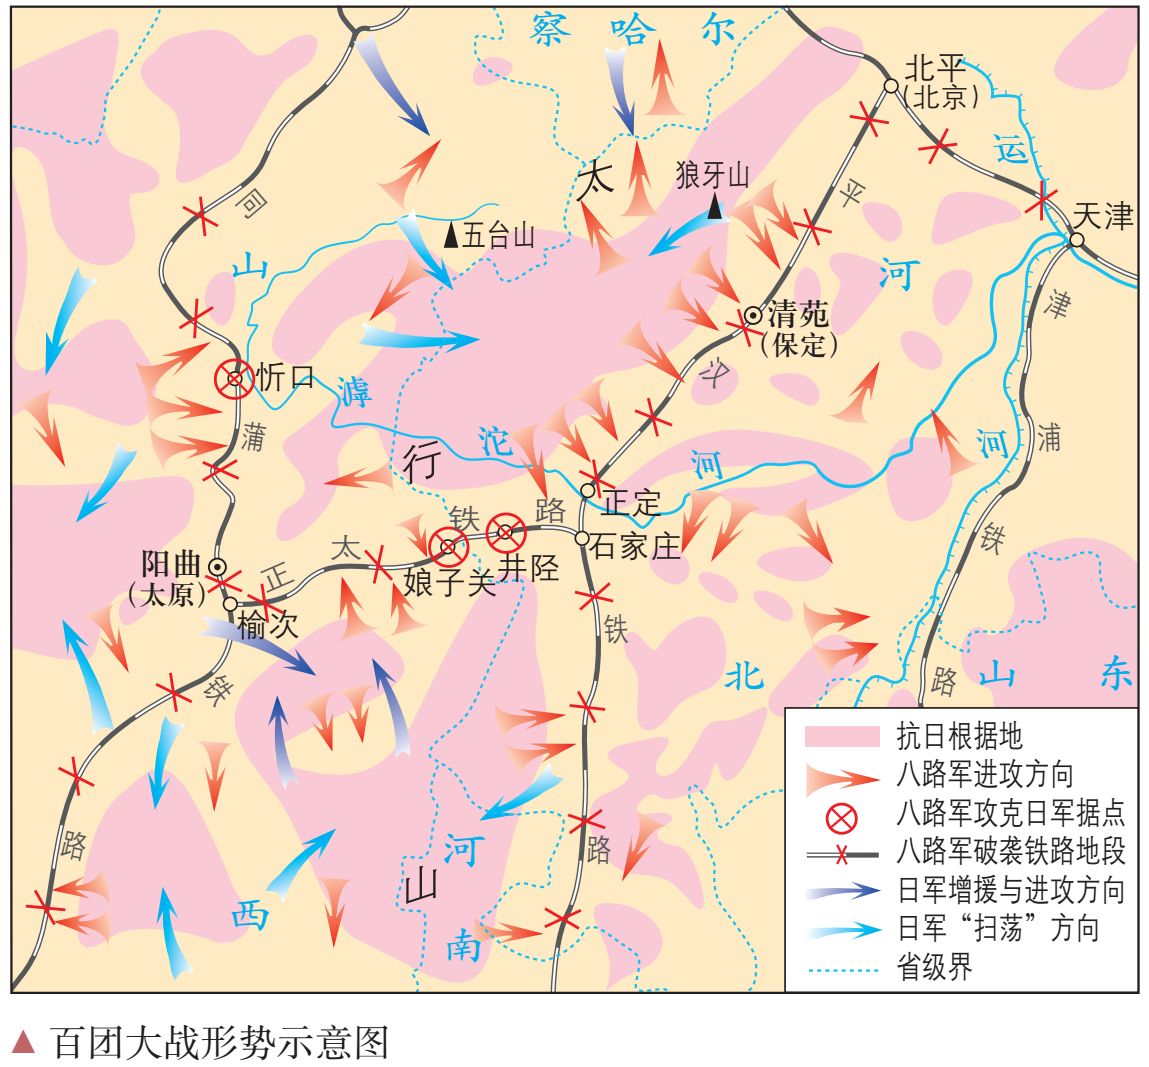 察哈尔
北平
(北京)
运
太
狼牙山
平
同
五台山
天津
山
河
津
清苑
(保定)
忻口
滹
汉
蒲
沱
行
河
河
浦
正定
铁
路
石家庄
铁
太
阳曲
(太原)
正
娘子关
井陉
榆次
铁
铁
北
路
山东
路
河
路
山
西
南
抗日根据地
八路军进攻方向
八路军攻克日军据点
八路军破袭铁路地段
日军增援与进攻方向
日军“扫荡”方向
省级界
▲ 百团大战形势示意图